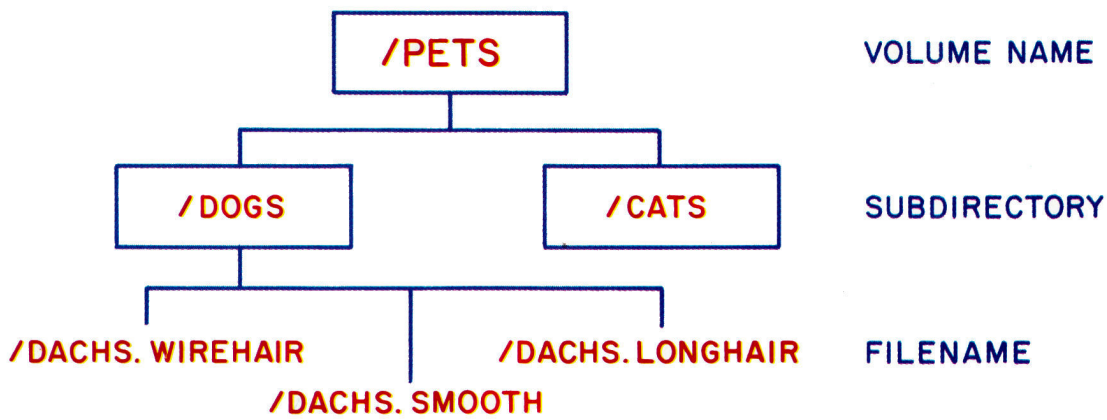 /PETS VOLUME NAME
/DOGS /CATS SUBDIRECTORY
/DACHS. WIREHAIR /DACHS. LONGHAIR FILENAME
/DACHS. SMOOTH